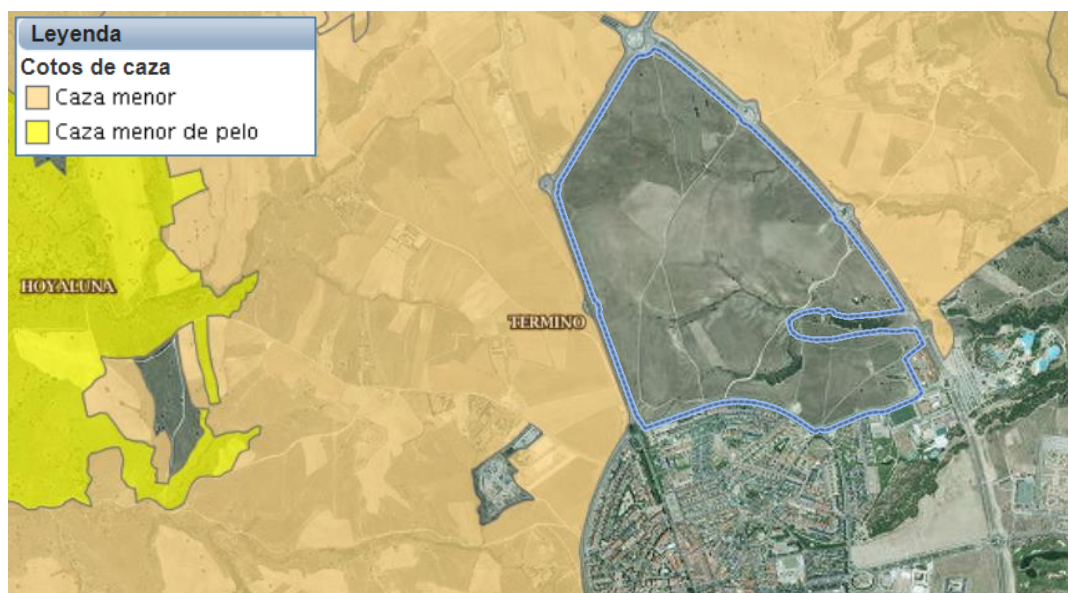 Leyenda
Cotos de caza
Caza menor
Caza menor de pelo
HOYALUNA
TERMINO